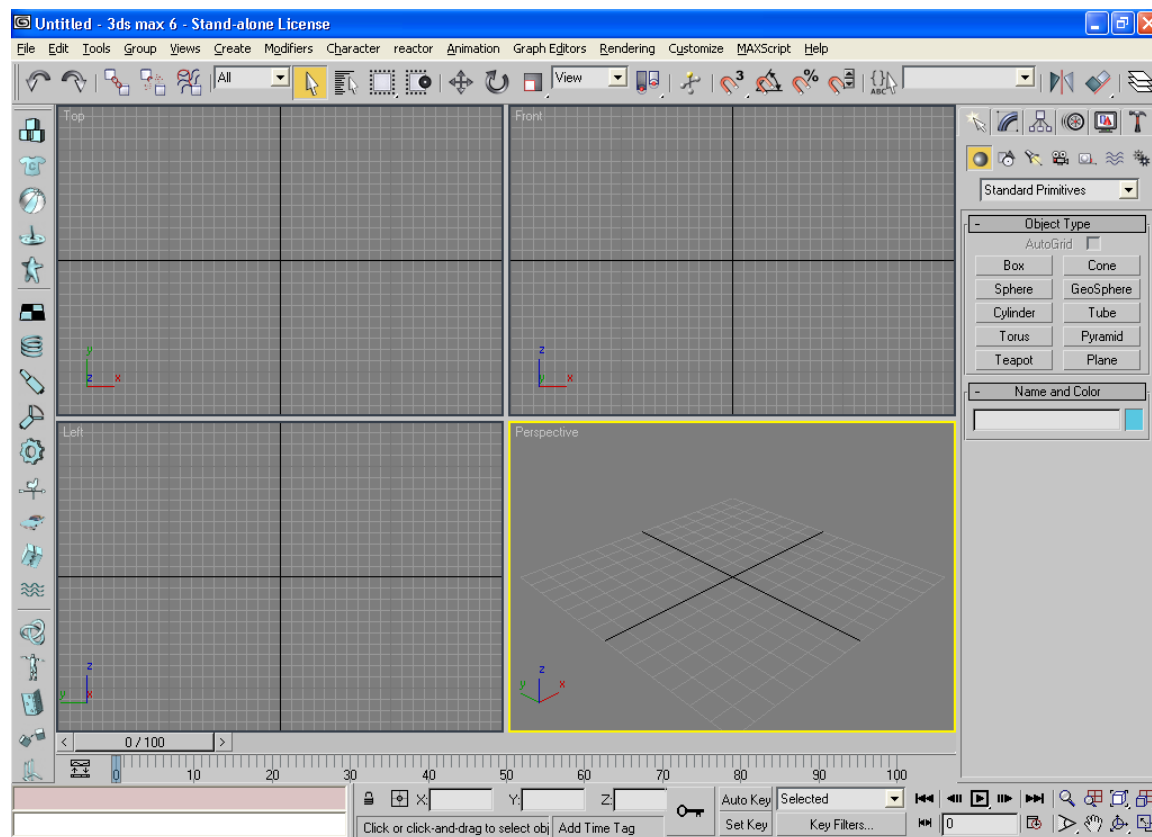 Untitled - 3ds max 6 - Stand-alone License
File Edit Tools Group Views Create Modifiers Character reactor Animation Graph Editors Rendering Customize MAXScript Help
All View 3 % {} ABC
Top Front
Standard Primitives
- Object Type
AutoGrid
Box Cone
Sphere GeoSphere
Cylinder Tube
Torus Pyramid
Teapot Plane
y z
z x y x
- Name and Color
Left Perspective
z z
y x y x
< 0 / 100 >
0 10 20 30 40 50 60 70 80 90 100
X: Y: Z: Auto Key Selected
Click or click-and-drag to select obj Add Time Tag Set Key Key Filters... 0